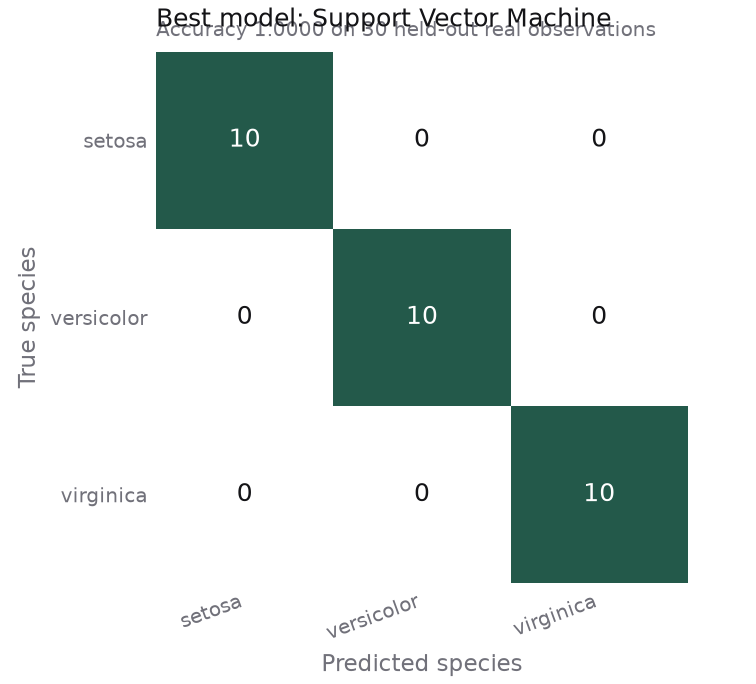 Best model: Support Vector Machine
Accuracy 1.0000 on 30 held-out real observations
setosa 10 0 0
versicolor 0 10 0
virginica 0 0 10
True species
setosa versicolor virginica
Predicted species